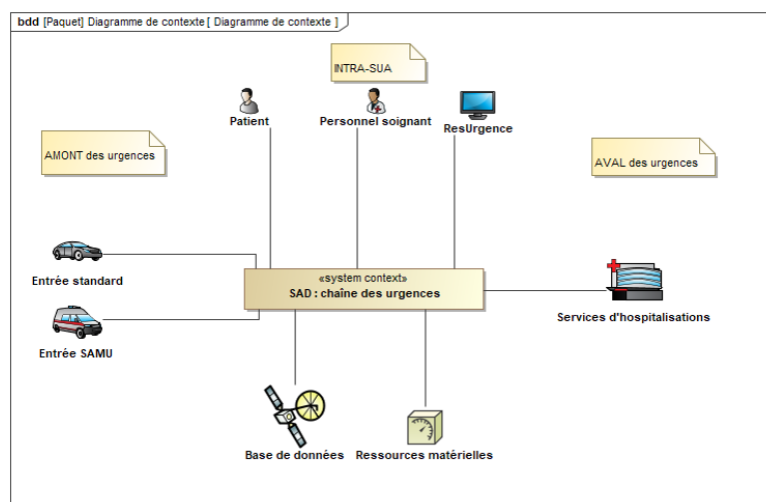 bdd [Paquet] Diagramme de contexte [ Diagramme de contexte ]
INTRA-SUA
Patient
Personnel soignant
ResUrgence
AMONT des urgences
AVAL des urgences
Entrée standard
«system context»
SAD : chaîne des urgences
Services d'hospitalisations
Entrée SAMU
Base de données
Ressources matérielles